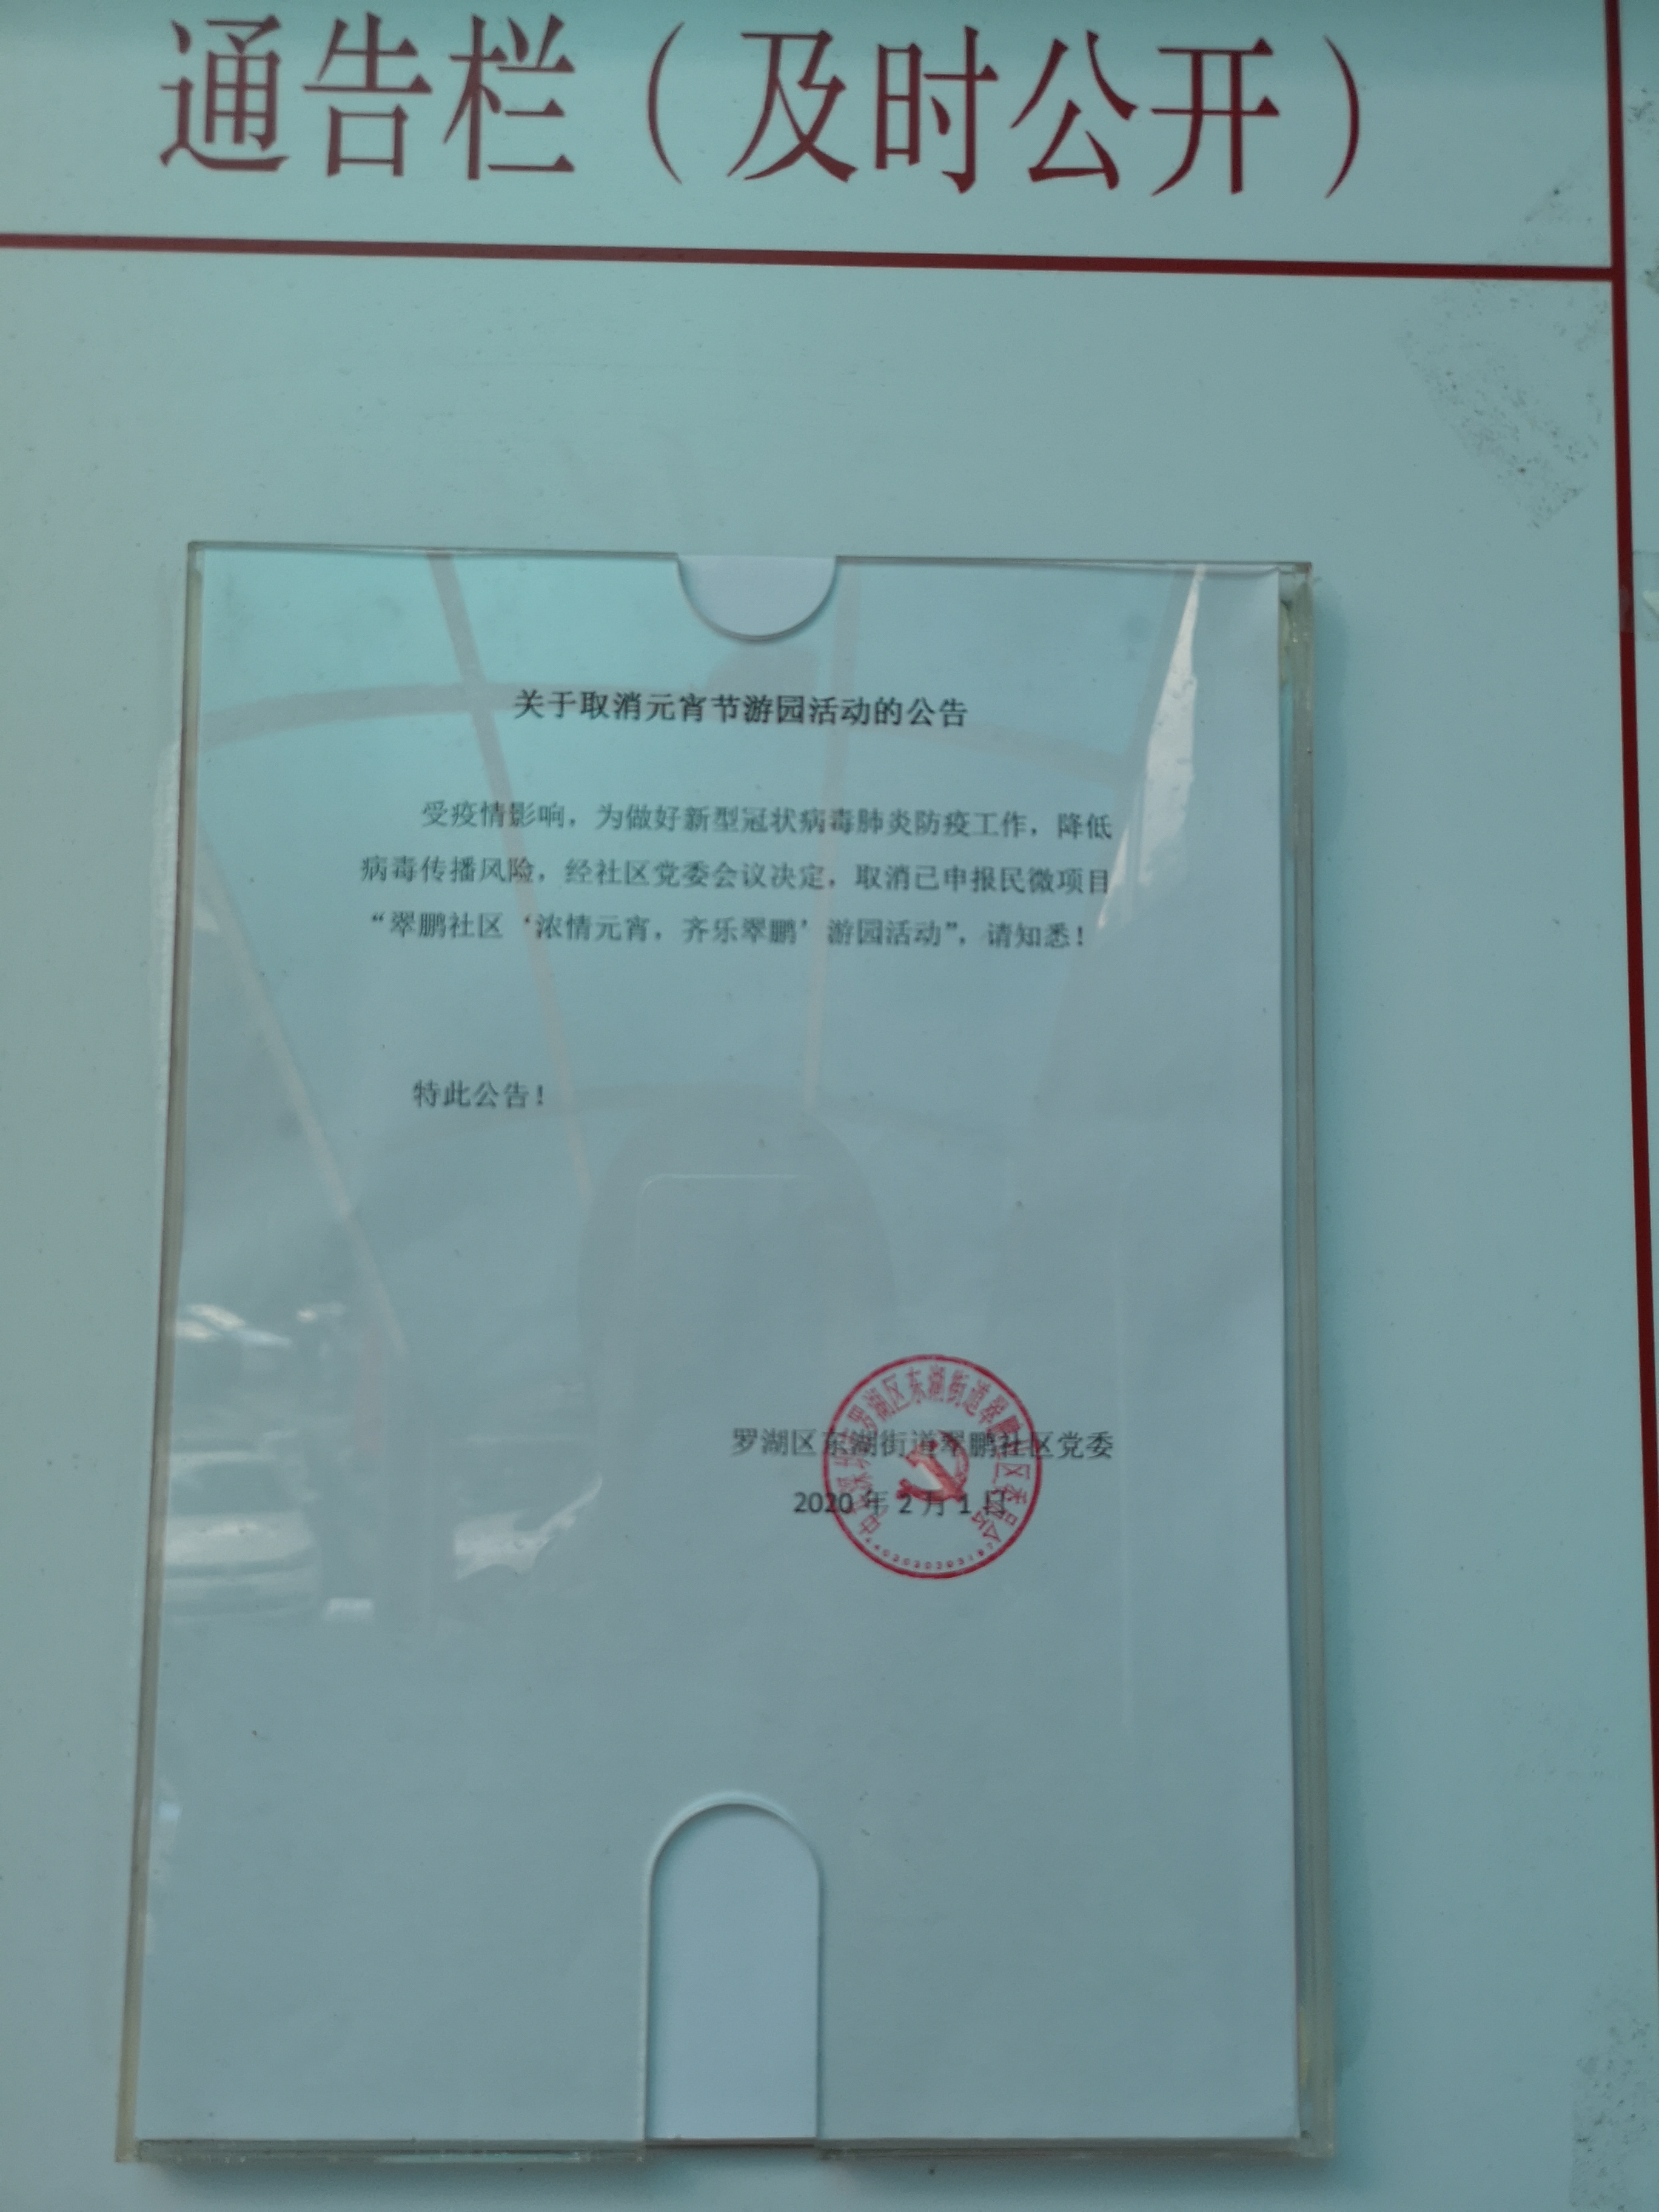 通告栏（及时公开）
关于取消元宵节游园活动的公告
受疫情影响，为做好新型冠状病毒肺炎防疫工作，降低
病毒传播风险，经社区党委会议决定，取消已申报民微项目
“翠鹏社区‘浓情元宵，齐乐翠鹏’游园活动”，请知悉！
特此公告！
罗湖区东湖街道翠鹏社区党委
2020 年 2 月 1 日